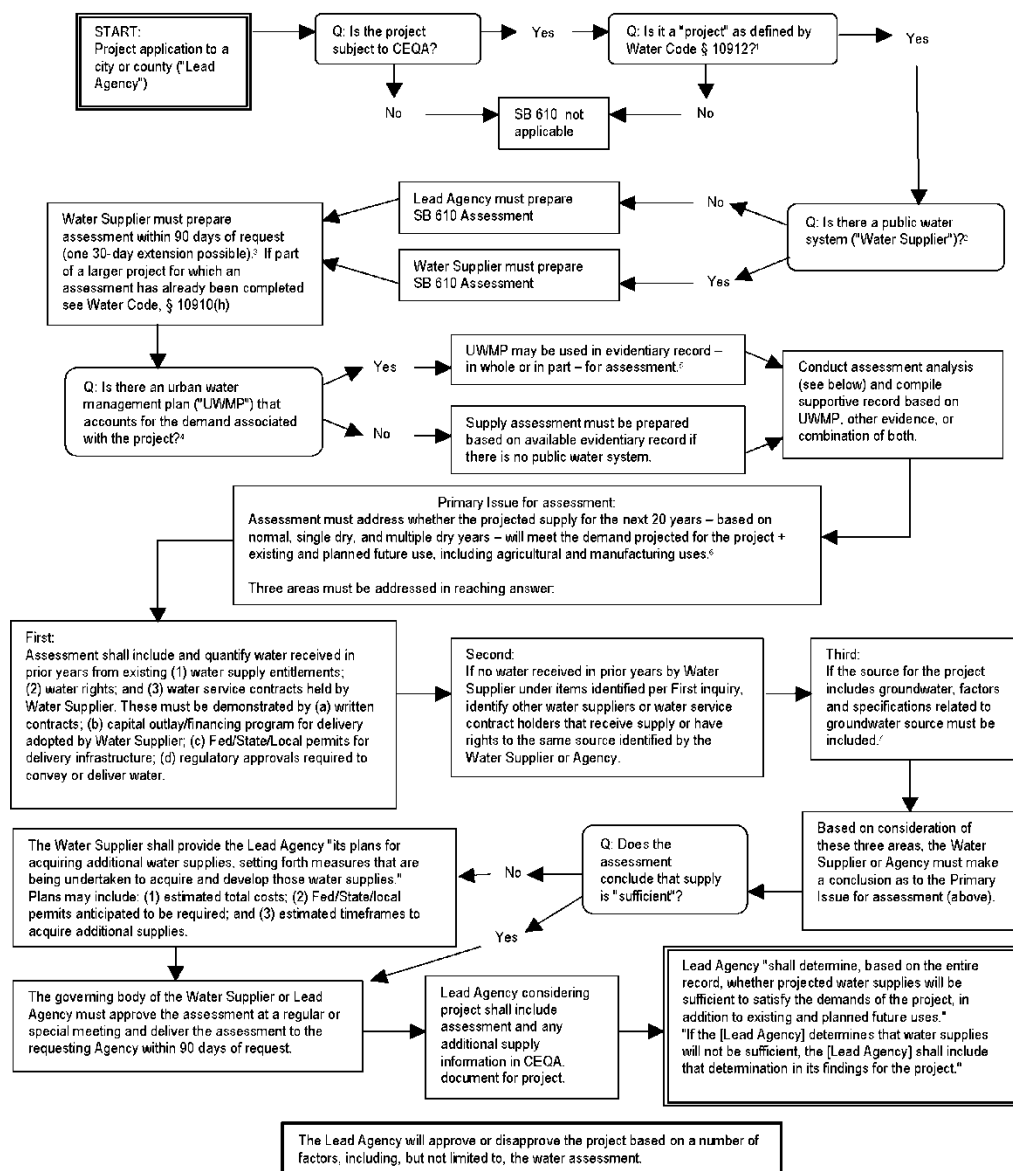 START:
Project application to a
city or county ("Lead
Agency")
Q: Is the project
subject to CEQA?
Yes
Q: Is it a "project" as defined by
Water Code § 10912?¹
Yes
No
SB 610 not
applicable
No
Lead Agency must prepare
SB 610 Assessment
No
Q: Is there a public water
system ("Water Supplier")?²
Water Supplier must prepare
assessment within 90 days of request
(one 30-day extension possible).³ If part
of a larger project for which an
assessment has already been completed
see Water Code, § 10910(h)
Water Supplier must prepare
SB 610 Assessment
Yes
Q: Is there an urban water
management plan ("UWMP") that
accounts for the demand associated
with the project?⁴
Yes
UWMP may be used in evidentiary record –
in whole or in part – for assessment.⁵
No
Supply assessment must be prepared
based on available evidentiary record if
there is no public water system.
Conduct assessment analysis
(see below) and compile
supportive record based on
UWMP, other evidence, or
combination of both.
Primary Issue for assessment:
Assessment must address whether the projected supply for the next 20 years – based on
normal, single dry, and multiple dry years – will meet the demand projected for the project +
existing and planned future use, including agricultural and manufacturing uses.⁶
Three areas must be addressed in reaching answer:
First:
Assessment shall include and quantify water received in
prior years from existing (1) water supply entitlements;
(2) water rights; and (3) water service contracts held by
Water Supplier. These must be demonstrated by (a) written
contracts; (b) capital outlay/financing program for delivery
adopted by Water Supplier; (c) Fed/State/Local permits for
delivery infrastructure; (d) regulatory approvals required to
convey or deliver water.
Second:
If no water received in prior years by Water
Supplier under items identified per First inquiry,
identify other water suppliers or water service
contract holders that receive supply or have
rights to the same source identified by the
Water Supplier or Agency.
Third:
If the source for the project
includes groundwater, factors
and specifications related to
groundwater source must be
included.⁷
The Water Supplier shall provide the Lead Agency "its plans for
acquiring additional water supplies, setting forth measures that are
being undertaken to acquire and develop those water supplies."
Plans may include: (1) estimated total costs; (2) Fed/State/local
permits anticipated to be required; and (3) estimated timeframes to
acquire additional supplies.
No
Q: Does the
assessment
conclude that supply
is "sufficient"?
Based on consideration of
these three areas, the Water
Supplier or Agency must make
a conclusion as to the Primary
Issue for assessment (above).
Yes
The governing body of the Water Supplier or Lead
Agency must approve the assessment at a regular or
special meeting and deliver the assessment to the
requesting Agency within 90 days of request.
Lead Agency considering
project shall include
assessment and any
additional supply
information in CEQA.
document for project.
Lead Agency "shall determine, based on the entire
record, whether projected water supplies will be
sufficient to satisfy the demands of the project, in
addition to existing and planned future uses."
"If the [Lead Agency] determines that water supplies
will not be sufficient, the [Lead Agency] shall include
that determination in its findings for the project."
The Lead Agency will approve or disapprove the project based on a number of
factors, including, but not limited to, the water assessment.